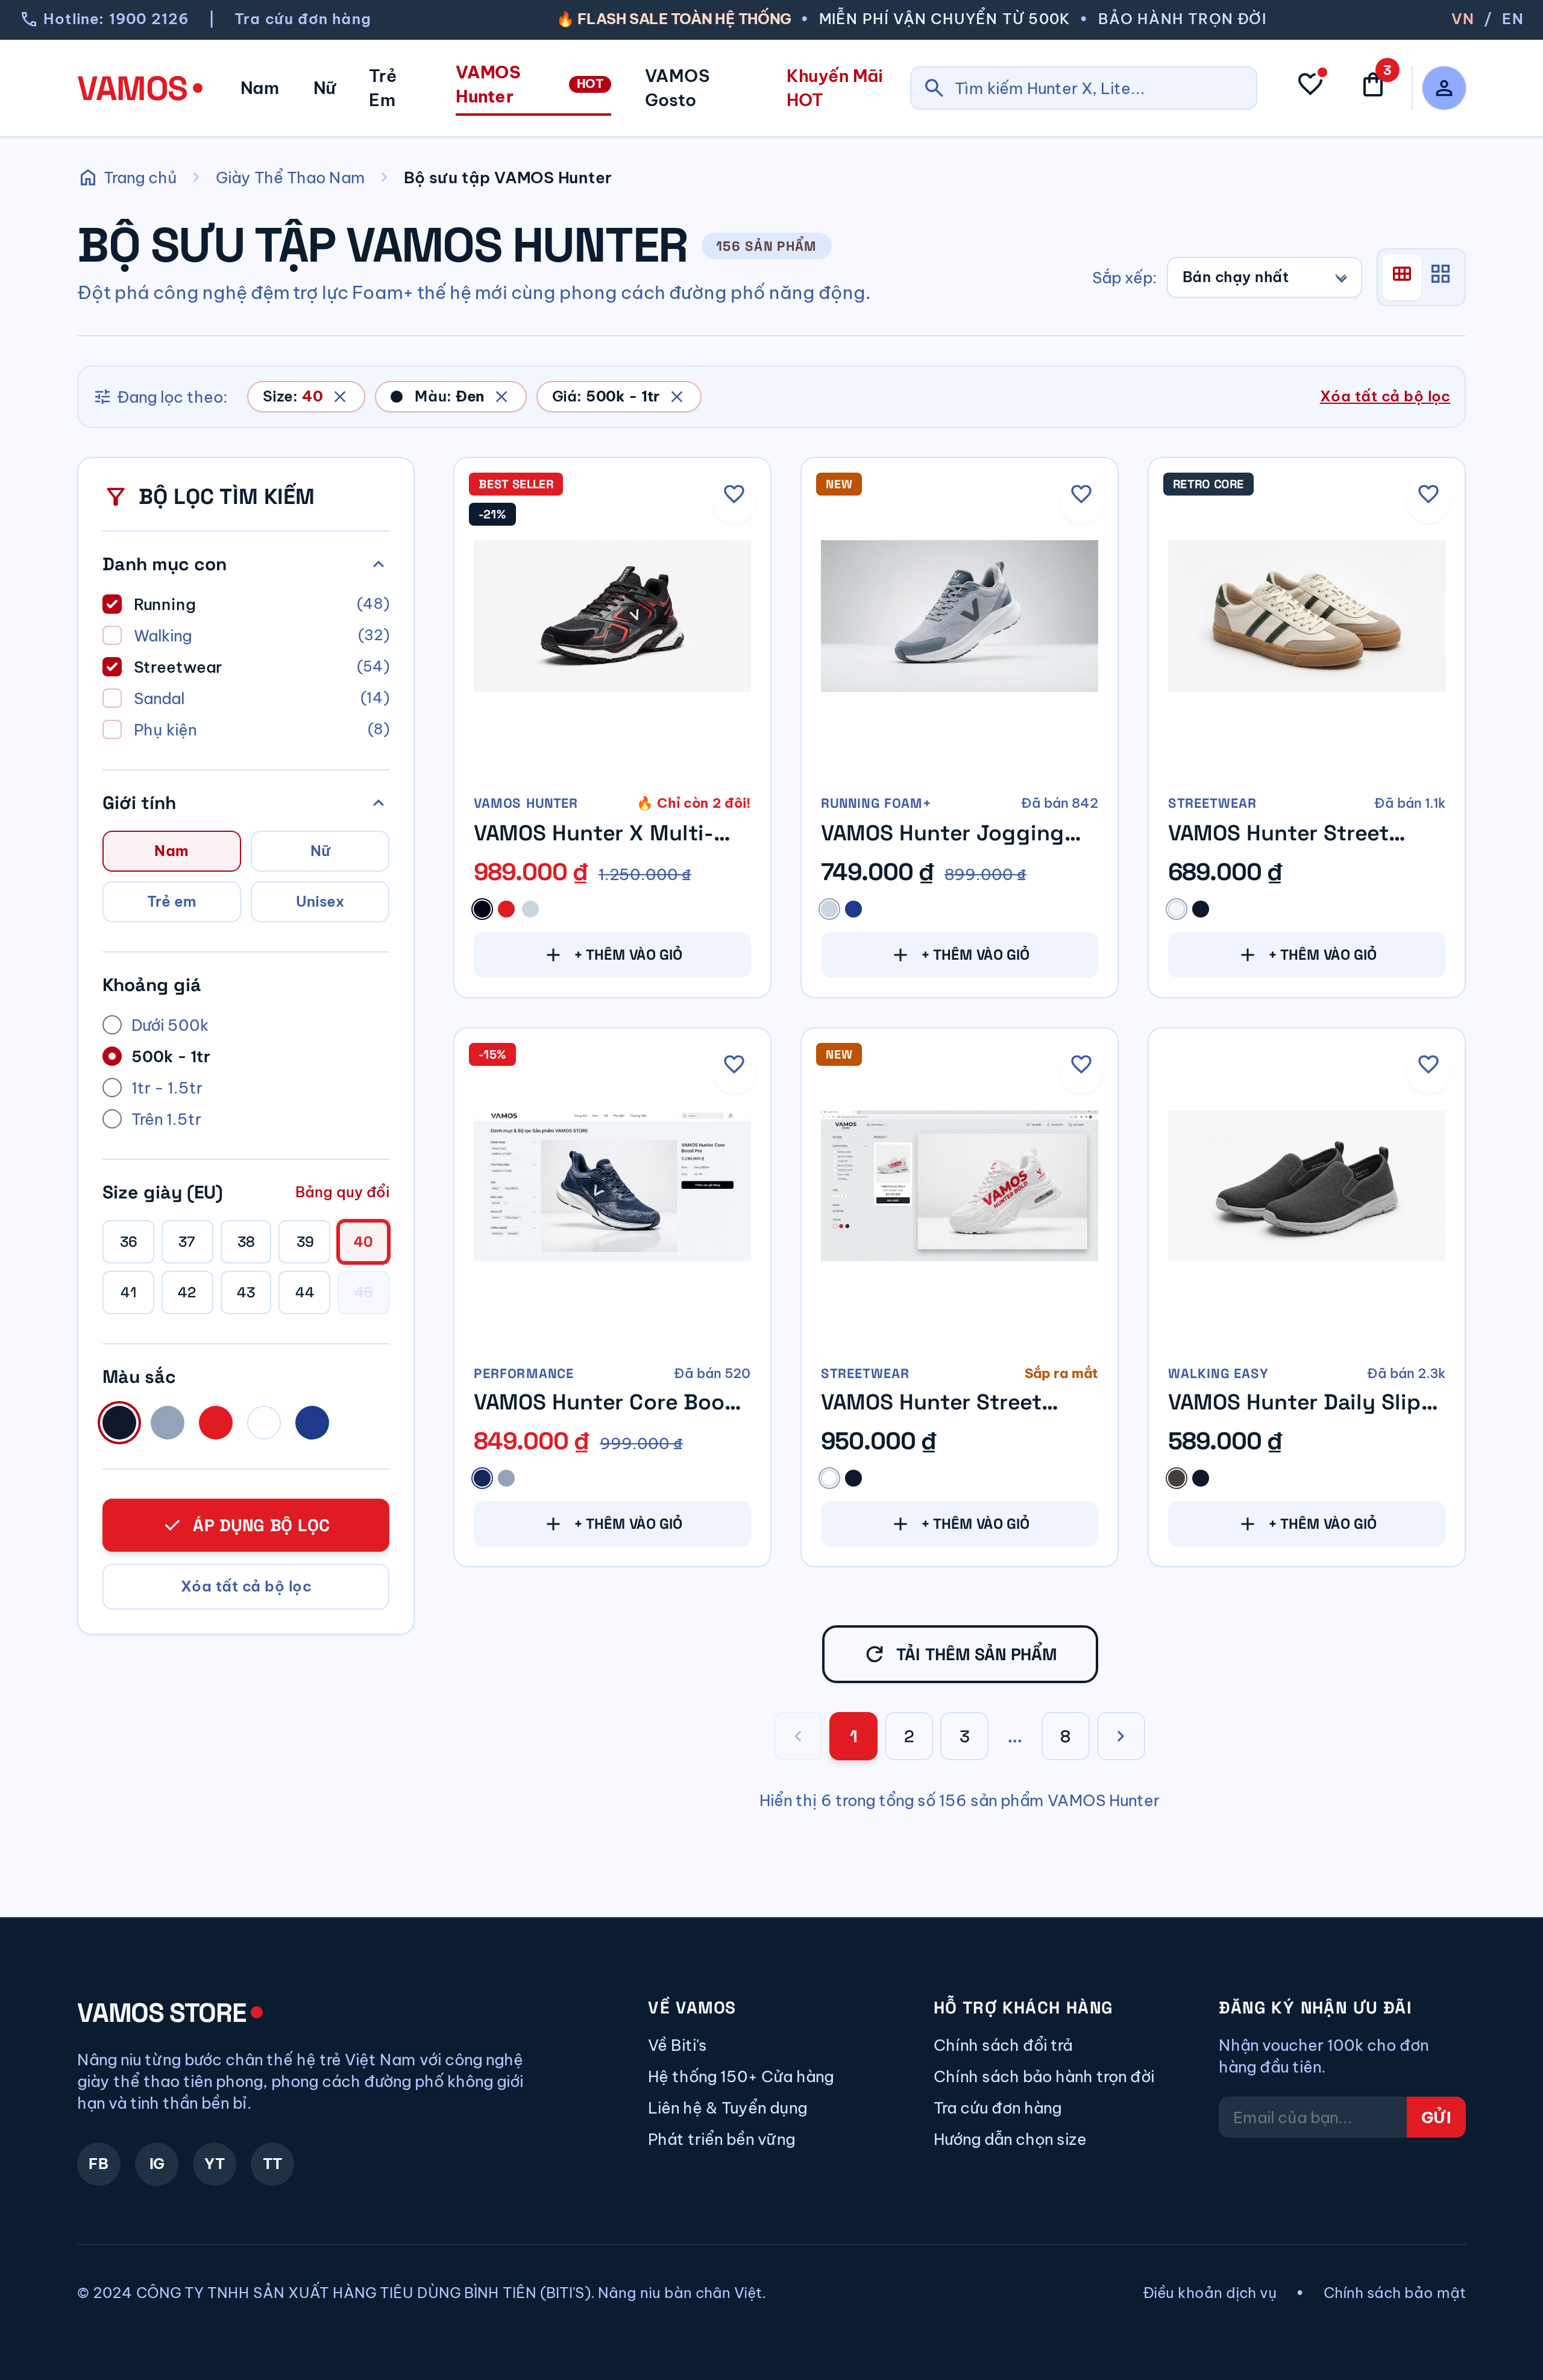 Hotline: 1900 2126 | Tra cứu đơn hàng
🔥 FLASH SALE TOÀN HỆ THỐNG • MIỄN PHÍ VẬN CHUYỂN TỪ 500K • BẢO HÀNH TRỌN ĐỜI
VN / EN
VAMOS
Nam
Nữ
Trẻ Em
VAMOS Hunter
HOT
VAMOS Gosto
Khuyến Mãi HOT
Tìm kiếm Hunter X, Lite...
3
Trang chủ
Giày Thể Thao Nam
Bộ sưu tập VAMOS Hunter
BỘ SƯU TẬP VAMOS HUNTER
156 SẢN PHẨM
Đột phá công nghệ đệm trợ lực Foam+ thế hệ mới cùng phong cách đường phố năng động.
Sắp xếp:
Bán chạy nhất
Đang lọc theo:
Size: 40
Màu: Đen
Giá: 500k - 1tr
Xóa tất cả bộ lọc
BỘ LỌC TÌM KIẾM
Danh mục con
Running (48)
Walking (32)
Streetwear (54)
Sandal (14)
Phụ kiện (8)
Giới tính
Nam
Nữ
Trẻ em
Unisex
Khoảng giá
Dưới 500k
500k - 1tr
1tr - 1.5tr
Trên 1.5tr
Size giày (EU)
Bảng quy đổi
36 37 38 39 40
41 42 43 44 45
Màu sắc
ÁP DỤNG BỘ LỌC
Xóa tất cả bộ lọc
BEST SELLER
-21%
VAMOS HUNTER
🔥 Chỉ còn 2 đôi!
VAMOS Hunter X Multi-...
989.000 ₫ 1.250.000 ₫
+ THÊM VÀO GIỎ
NEW
RUNNING FOAM+
Đã bán 842
VAMOS Hunter Jogging...
749.000 ₫ 899.000 ₫
+ THÊM VÀO GIỎ
RETRO CORE
STREETWEAR
Đã bán 1.1k
VAMOS Hunter Street...
689.000 ₫
+ THÊM VÀO GIỎ
-15%
VAMOS
Danh mục & Bộ lọc Sản phẩm VAMOS STORE
VAMOS Hunter Core Boost Pro
PERFORMANCE
Đã bán 520
VAMOS Hunter Core Boo...
849.000 ₫ 999.000 ₫
+ THÊM VÀO GIỎ
NEW
VAMOS
VAMOS
HUNTER BOLD
STREETWEAR
Sắp ra mắt
VAMOS Hunter Street...
950.000 ₫
+ THÊM VÀO GIỎ
WALKING EASY
Đã bán 2.3k
VAMOS Hunter Daily Slip...
589.000 ₫
+ THÊM VÀO GIỎ
TẢI THÊM SẢN PHẨM
1 2 3 ... 8
Hiển thị 6 trong tổng số 156 sản phẩm VAMOS Hunter
VAMOS STORE
Nâng niu từng bước chân thế hệ trẻ Việt Nam với công nghệ
giày thể thao tiên phong, phong cách đường phố không giới
hạn và tinh thần bền bỉ.
FB IG YT TT
VỀ VAMOS
Về Biti's
Hệ thống 150+ Cửa hàng
Liên hệ & Tuyển dụng
Phát triển bền vững
HỖ TRỢ KHÁCH HÀNG
Chính sách đổi trả
Chính sách bảo hành trọn đời
Tra cứu đơn hàng
Hướng dẫn chọn size
ĐĂNG KÝ NHẬN ƯU ĐÃI
Nhận voucher 100k cho đơn
hàng đầu tiên.
Email của bạn...
GỬI
© 2024 CÔNG TY TNHH SẢN XUẤT HÀNG TIÊU DÙNG BÌNH TIÊN (BITI'S). Nâng niu bàn chân Việt.
Điều khoản dịch vụ • Chính sách bảo mật